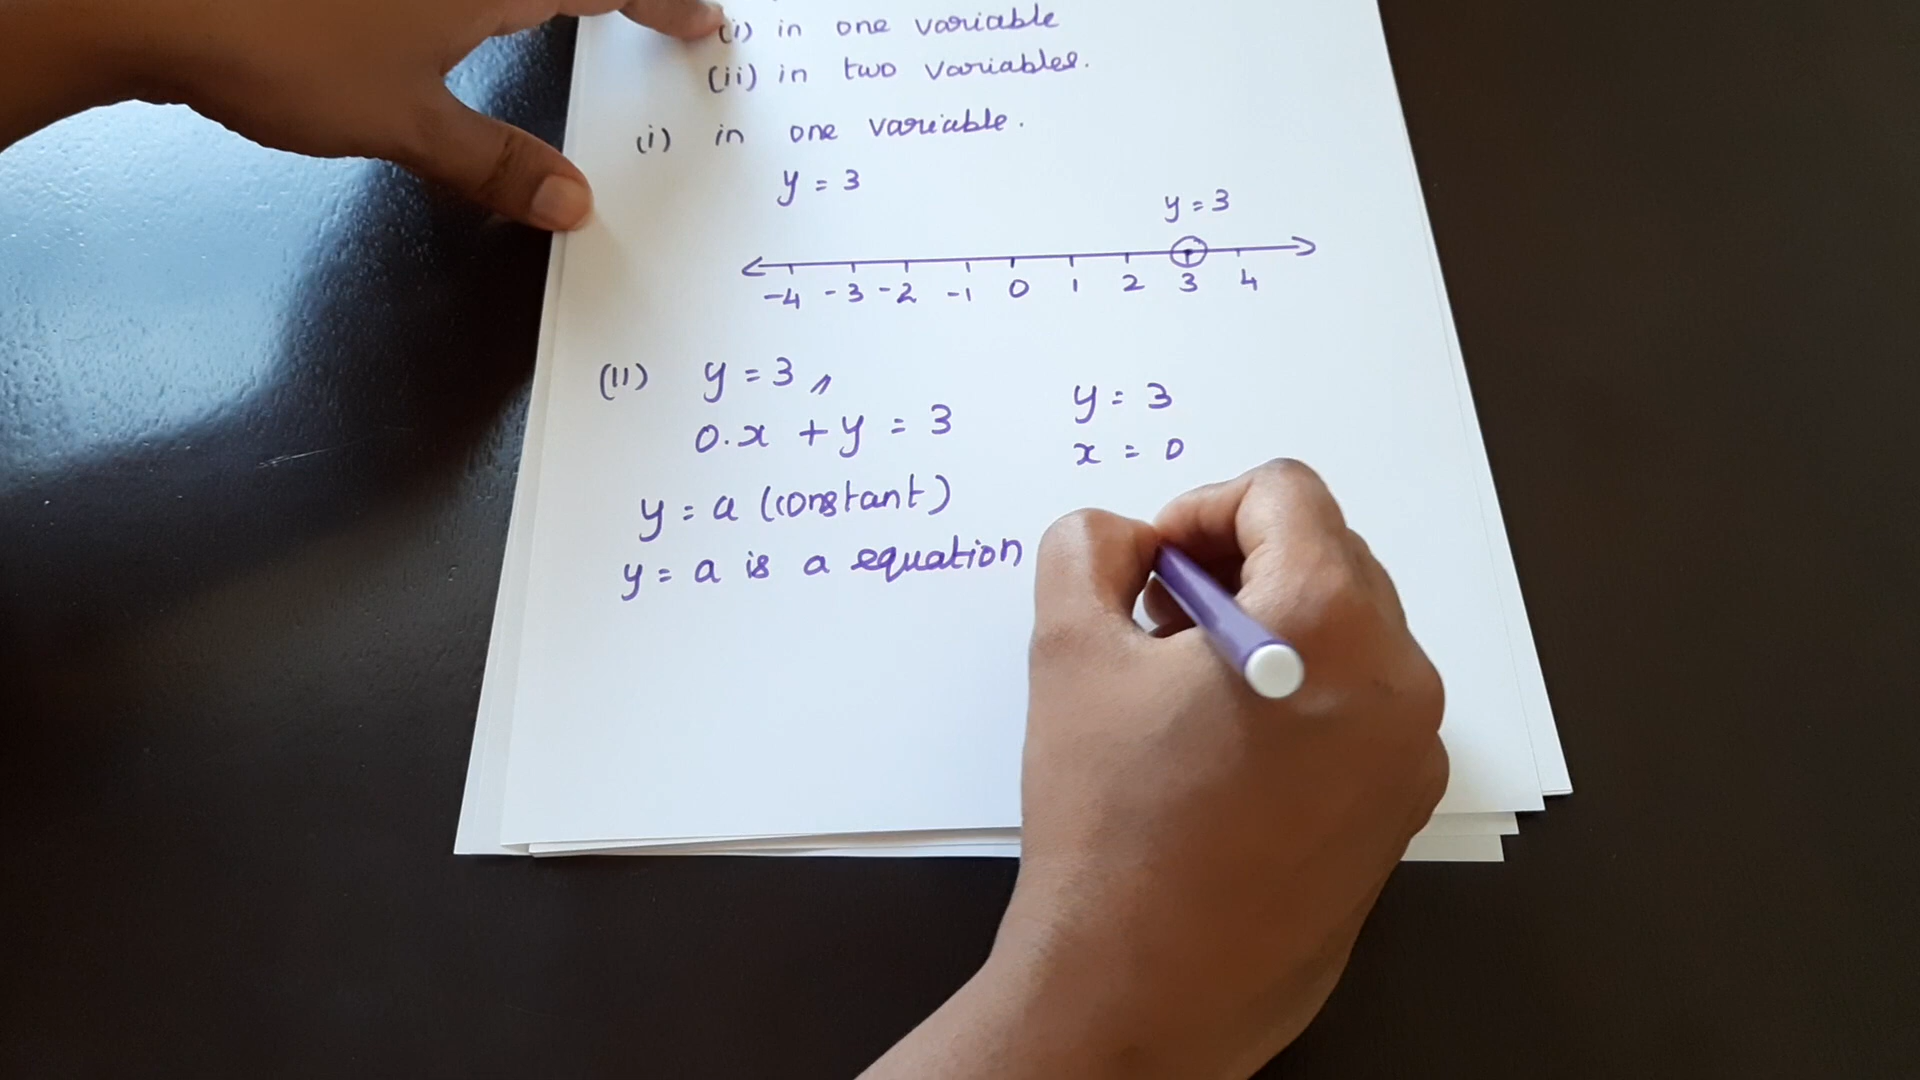 (i) in one variable
(ii) in two variables.
(i) in one variable.
y = 3
y = 3
-4 -3 -2 -1 0 1 2 3 4
(11) y = 3
0.x + y = 3
y = 3
x = 0
y = a (constant)
y = a is a equation